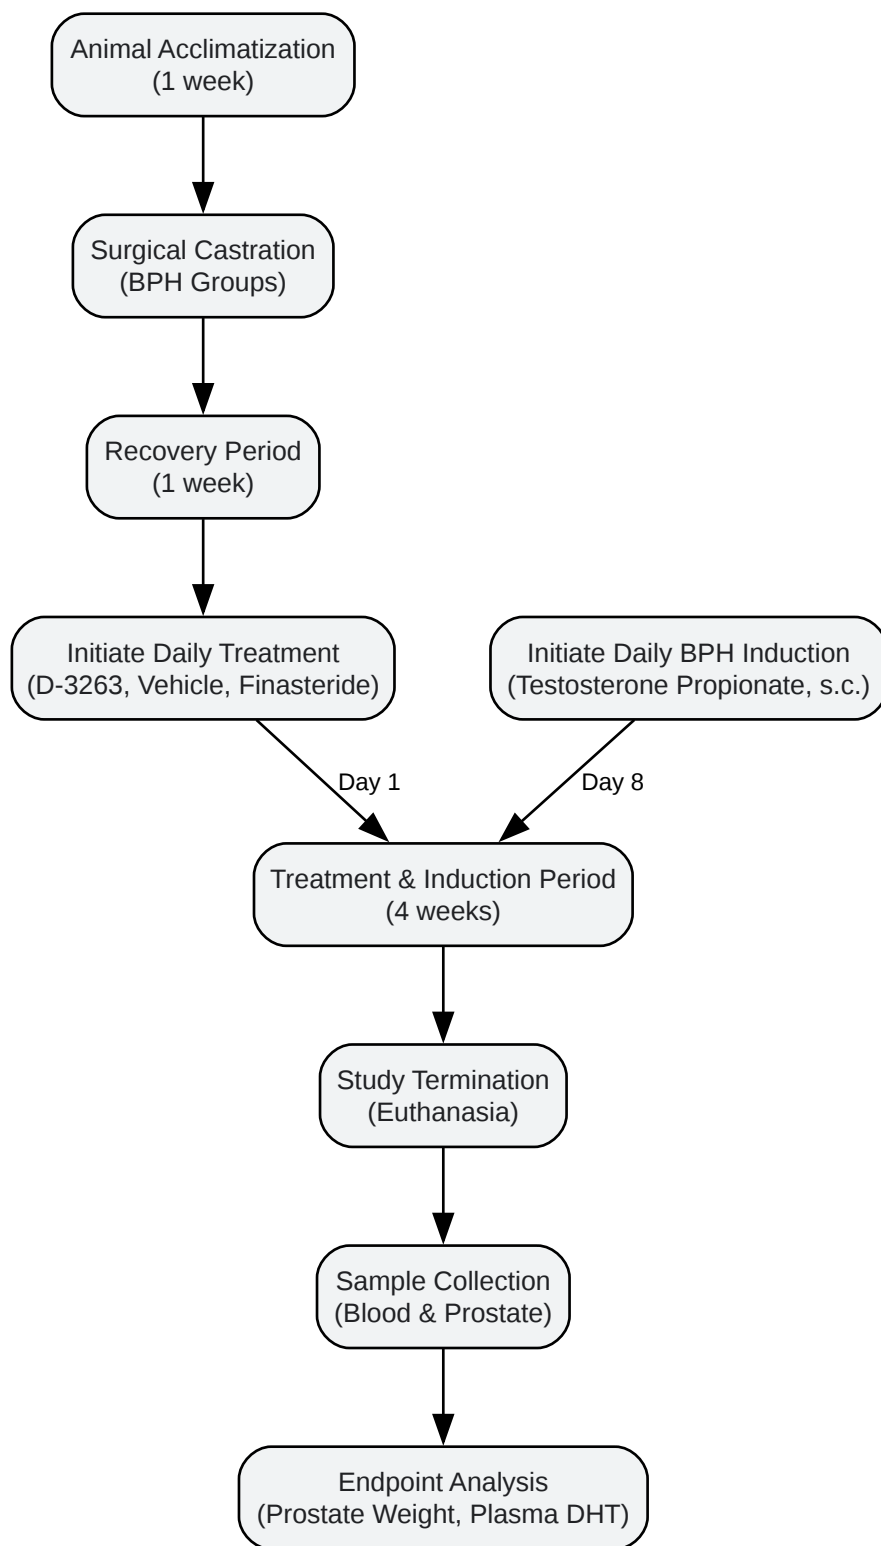 Animal Acclimatization
(1 week)
Surgical Castration
(BPH Groups)
Recovery Period
(1 week)
Initiate Daily Treatment
(D-3263, Vehicle, Finasteride)
Initiate Daily BPH Induction
(Testosterone Propionate, s.c.)
Day 1
Day 8
Treatment & Induction Period
(4 weeks)
Study Termination
(Euthanasia)
Sample Collection
(Blood & Prostate)
Endpoint Analysis
(Prostate Weight, Plasma DHT)